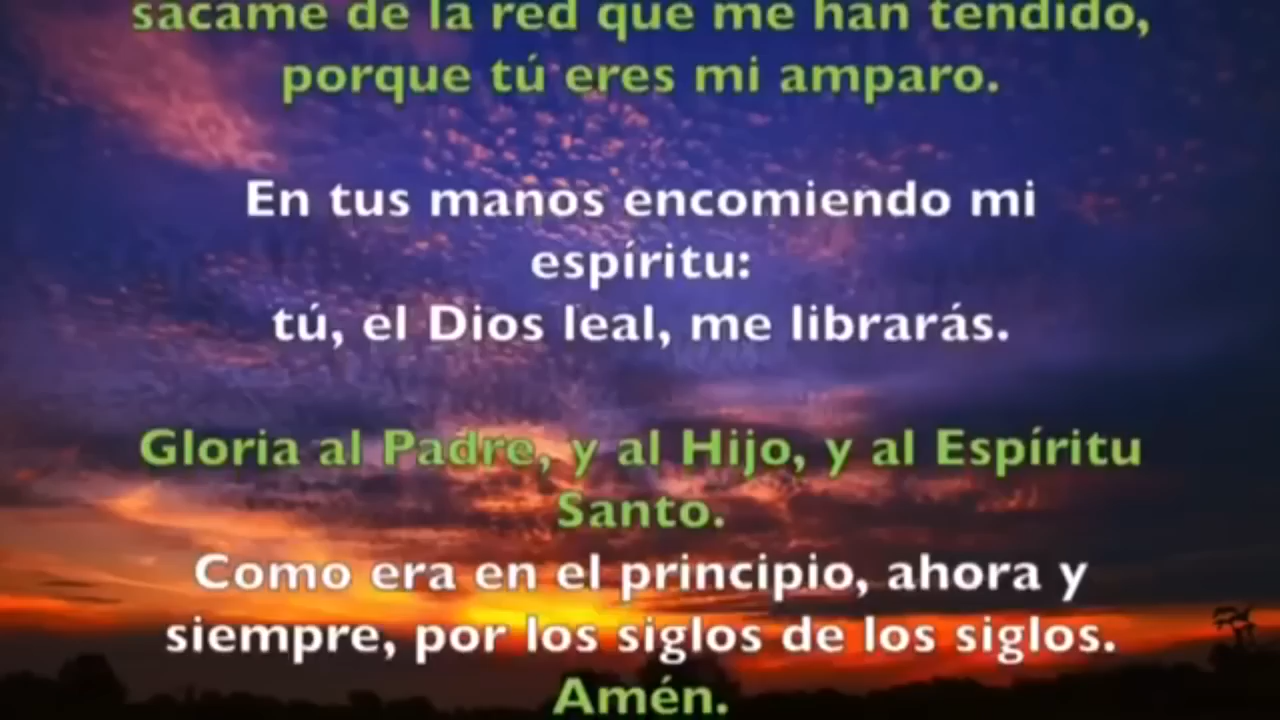 sácame de la red que me han tendido,
porque tú eres mi amparo.
En tus manos encomiendo mi
espíritu:
tú, el Dios leal, me librarás.
Gloria al Padre, y al Hijo, y al Espíritu
Santo.
Como era en el principio, ahora y
siempre, por los siglos de los siglos.
Amén.